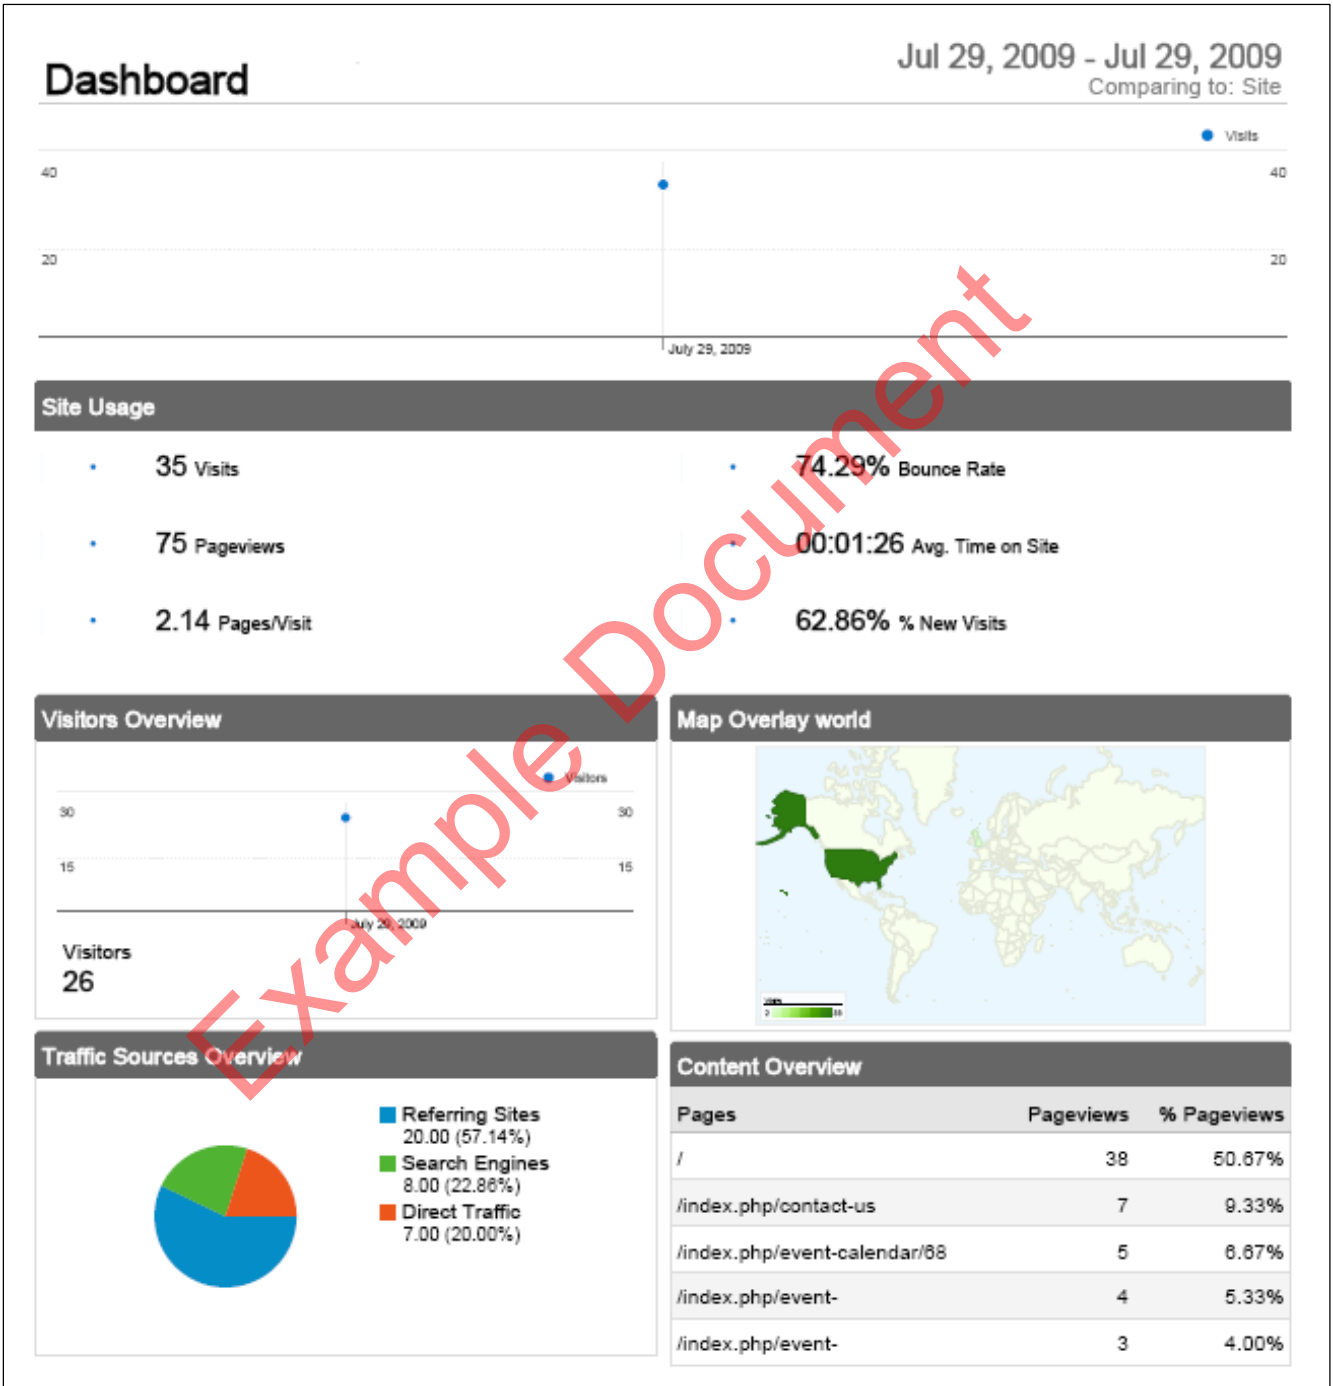 Dashboard
Jul 29, 2009 - Jul 29, 2009
Comparing to: Site
Visits
40
40
20
20
July 29, 2009
Site Usage
35 Visits
74.29% Bounce Rate
75 Pageviews
00:01:26 Avg. Time on Site
2.14 Pages/Visit
62.86% % New Visits
Visitors Overview
Visitors
30
30
15
15
July 29, 2009
Visitors
26
Map Overlay world
Traffic Sources Overview
Referring Sites
20.00 (57.14%)
Search Engines
8.00 (22.86%)
Direct Traffic
7.00 (20.00%)
Content Overview
Pages Pageviews % Pageviews
/ 38 50.67%
/index.php/contact-us 7 9.33%
/index.php/event-calendar/68 5 6.67%
/index.php/event- 4 5.33%
/index.php/event- 3 4.00%
Example Document